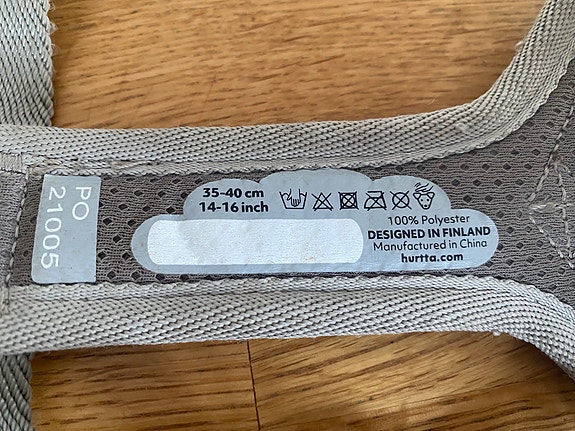 PO
21005
35-40 cm
14-16 inch
100% Polyester
DESIGNED IN FINLAND
Manufactured in China
hurtta.com